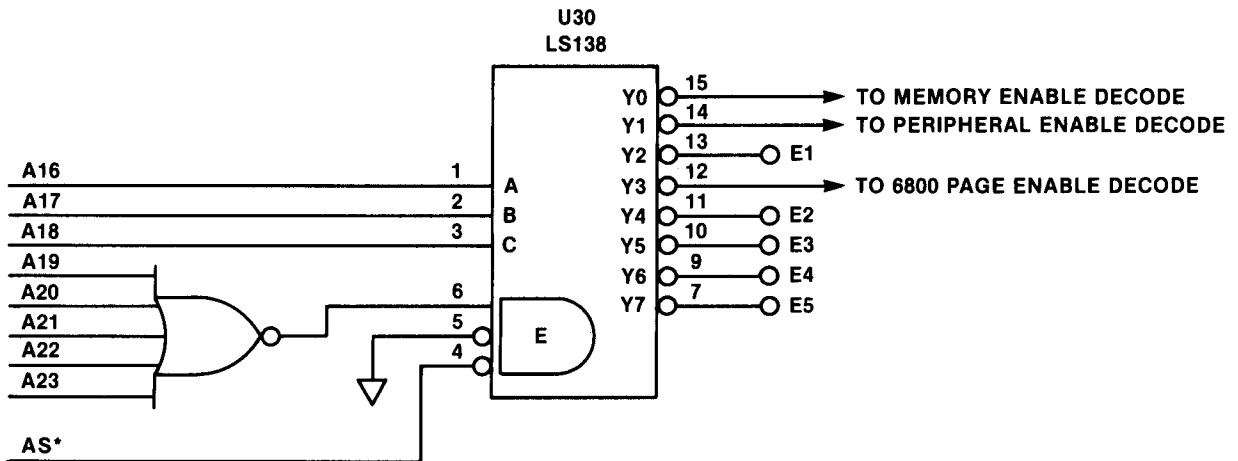 U30
LS138
Y0 15 TO MEMORY ENABLE DECODE
Y1 14 TO PERIPHERAL ENABLE DECODE
Y2 13 E1
A16 1 A Y3 12 TO 6800 PAGE ENABLE DECODE
A17 2 B Y4 11 E2
A18 3 C Y5 10 E3
A19 Y6 9 E4
A20 6 Y7 7 E5
A21 5 E
A22 4
A23
AS*